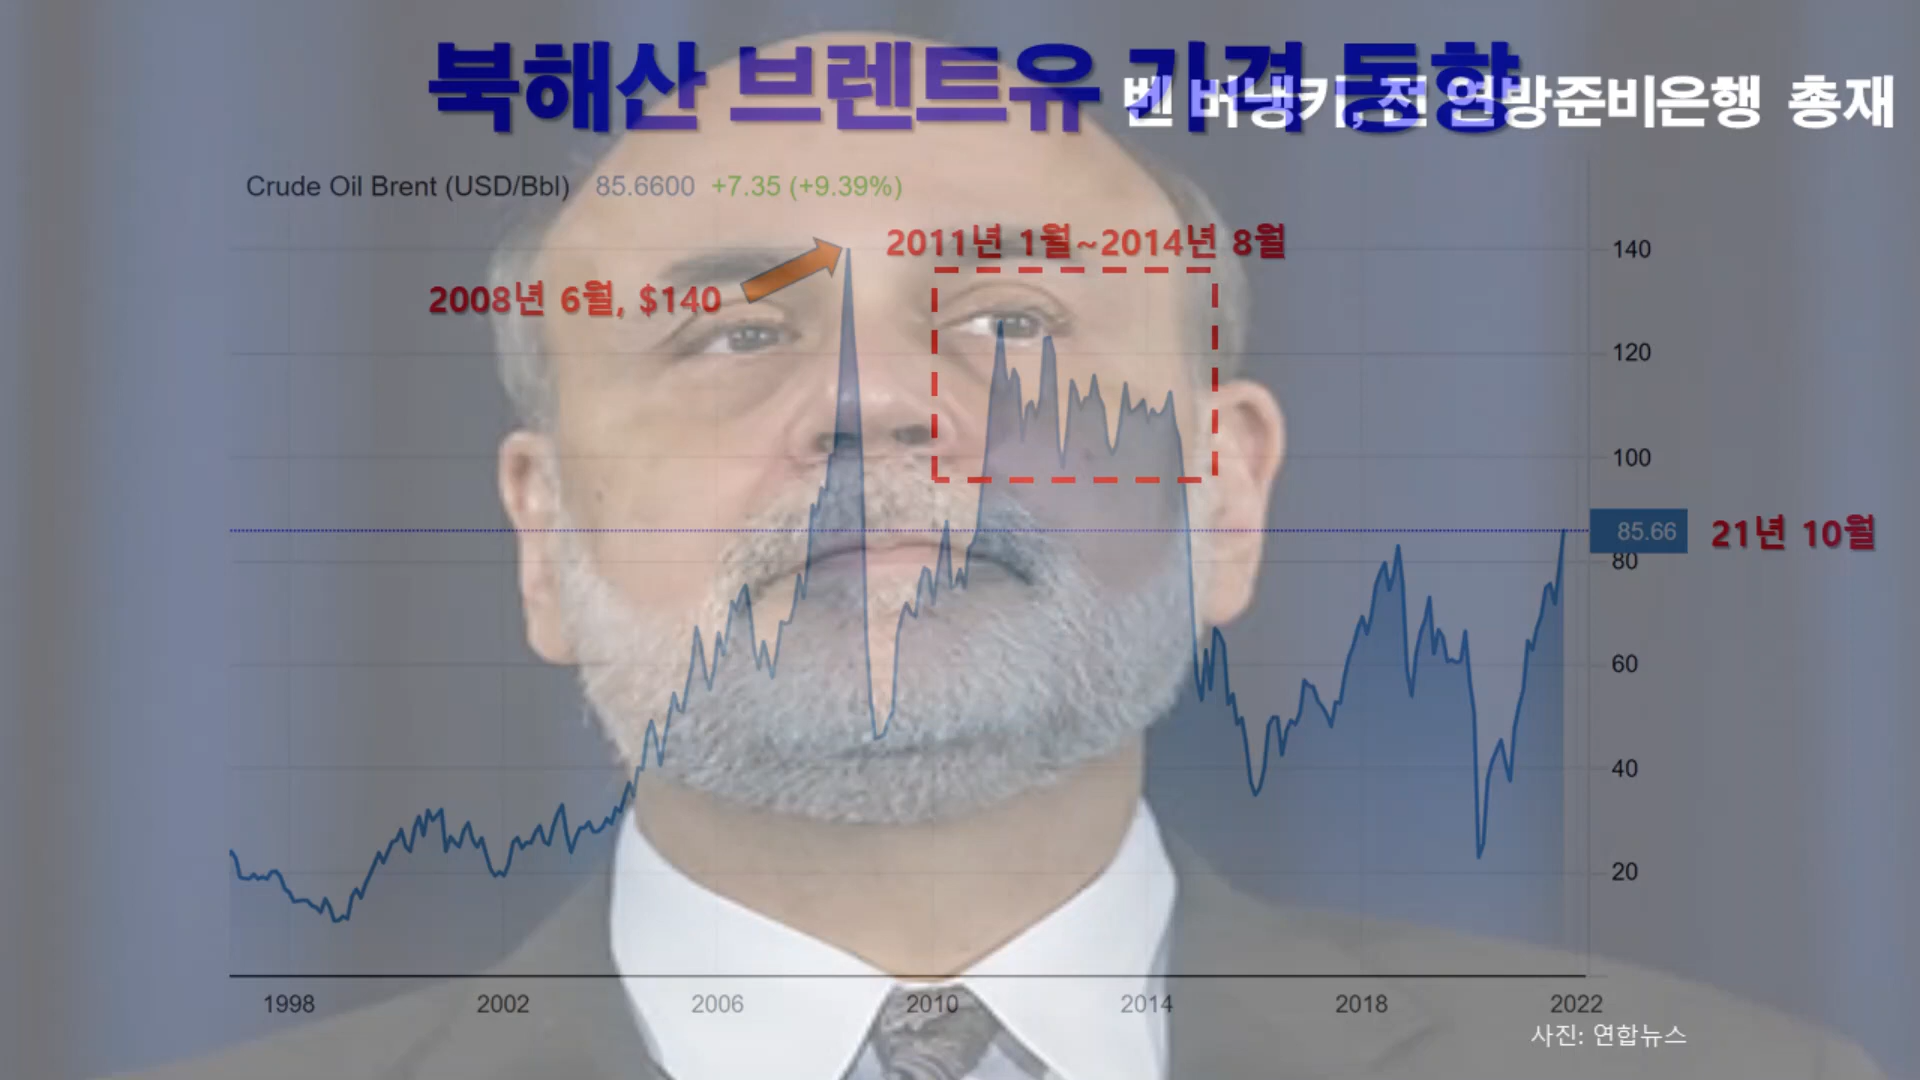 북해산 브렌트유 가격 동향
벤 버냉키, 전 연방준비은행 총재
Crude Oil Brent (USD/Bbl) 85.6600 +7.35 (+9.39%)
2011년 1월~2014년 8월
2008년 6월, $140
140
120
100
85.66 21년 10월
80
60
40
20
1998 2002 2006 2010 2014 2018 2022
사진: 연합뉴스